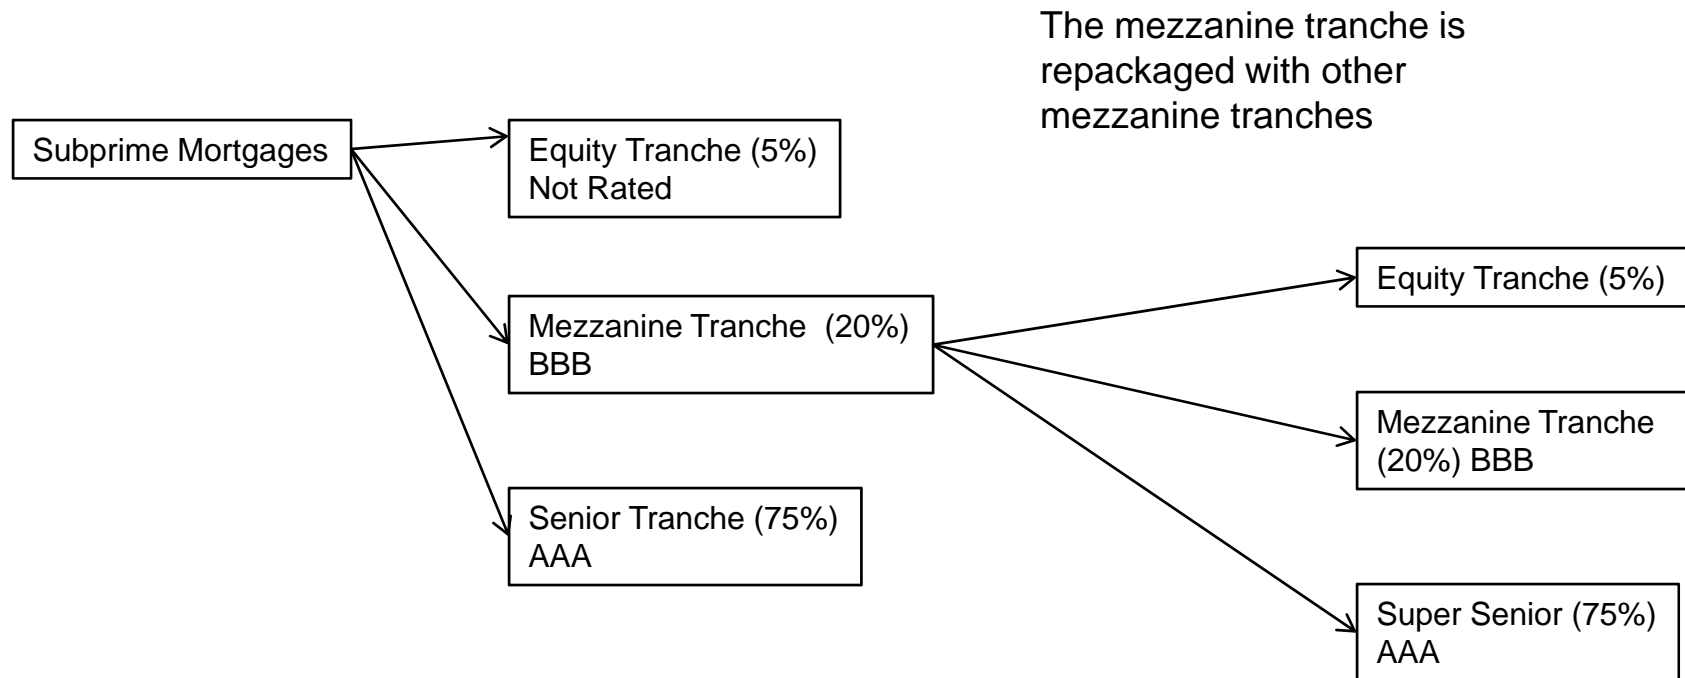 The mezzanine tranche is
repackaged with other
mezzanine tranches
Subprime Mortgages
Equity Tranche (5%)
Not Rated
Mezzanine Tranche (20%)
BBB
Senior Tranche (75%)
AAA
Equity Tranche (5%)
Mezzanine Tranche
(20%) BBB
Super Senior (75%)
AAA